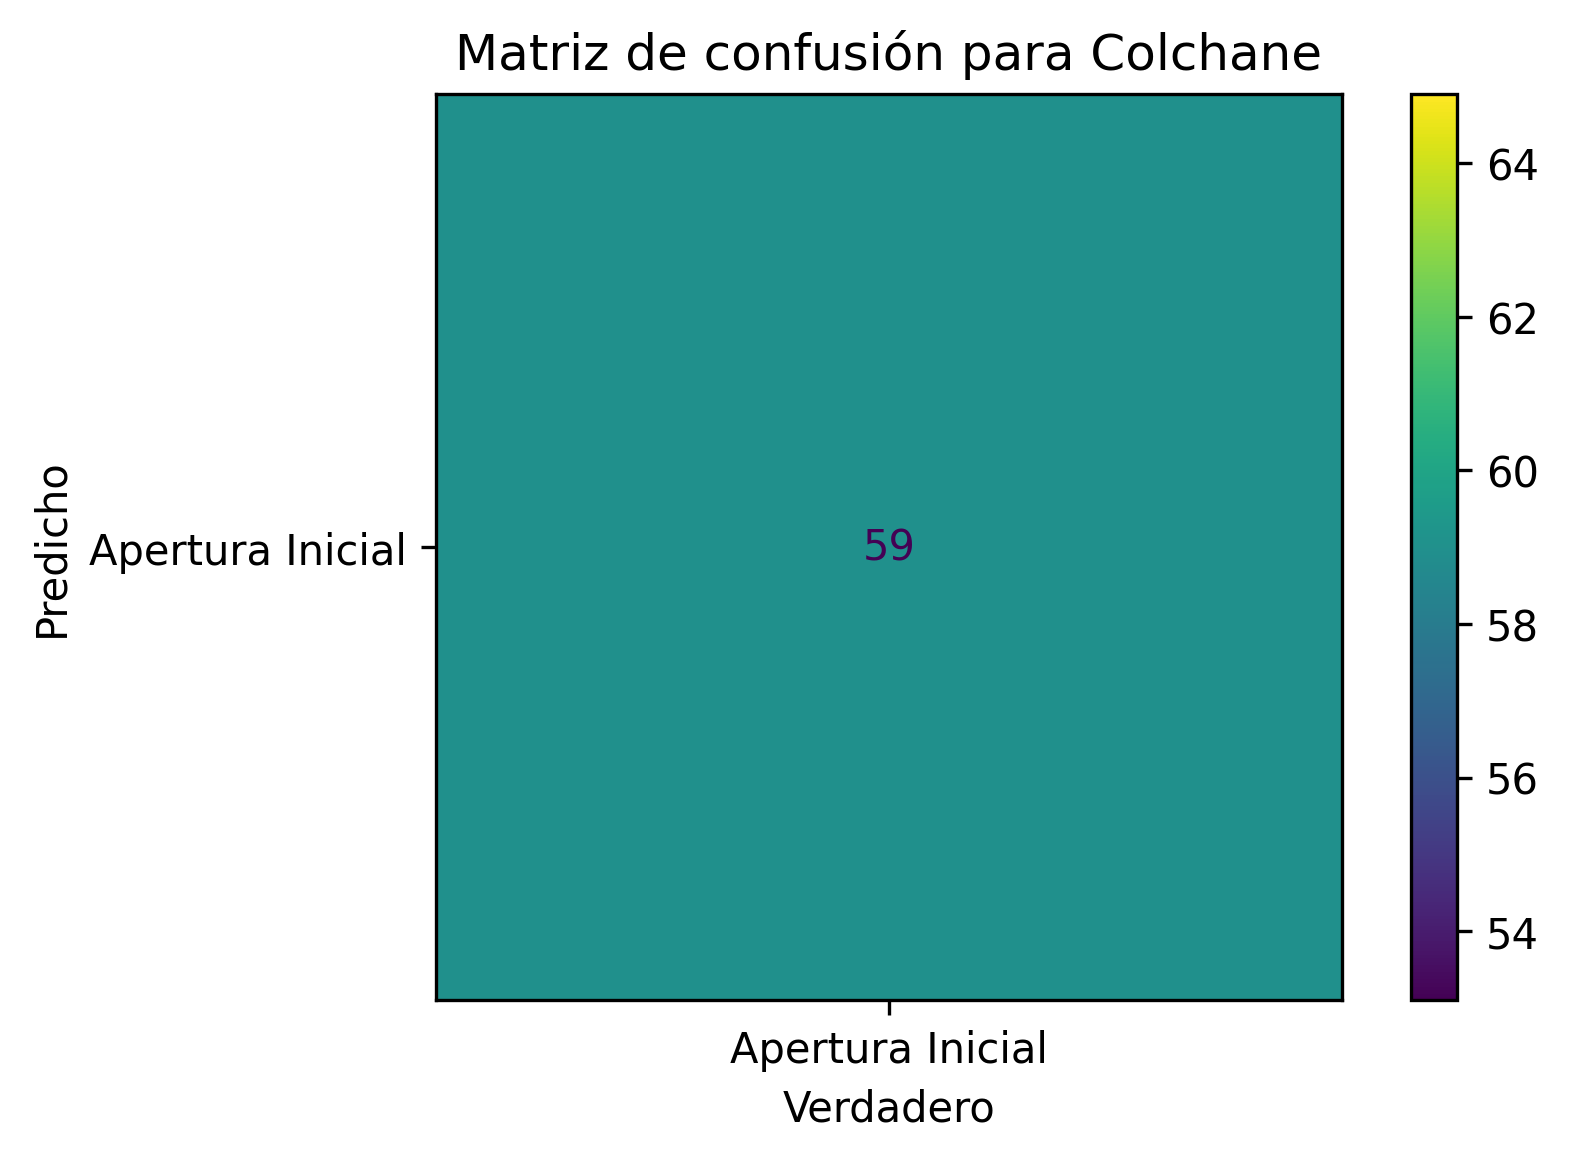 Matriz de confusión para Colchane
Predicho
Apertura Inicial
59
Apertura Inicial
Verdadero
64
62
60
58
56
54